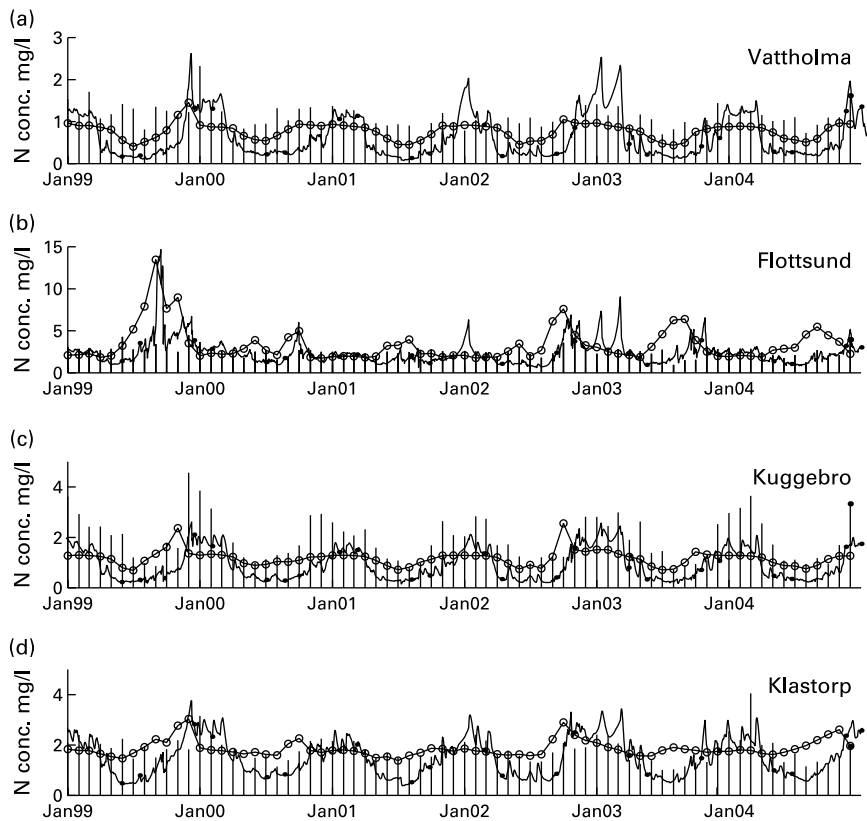 (a)
3
2
1
0
N conc. mg/l
Vattholma
Jan99 Jan00 Jan01 Jan02 Jan03 Jan04
(b)
15
10
5
0
N conc. mg/l
Flottsund
Jan99 Jan00 Jan01 Jan02 Jan03 Jan04
(c)
4
2
0
N conc. mg/l
Kuggebro
Jan99 Jan00 Jan01 Jan02 Jan03 Jan04
(d)
4
2
0
N conc. mg/l
Klastorp
Jan99 Jan00 Jan01 Jan02 Jan03 Jan04